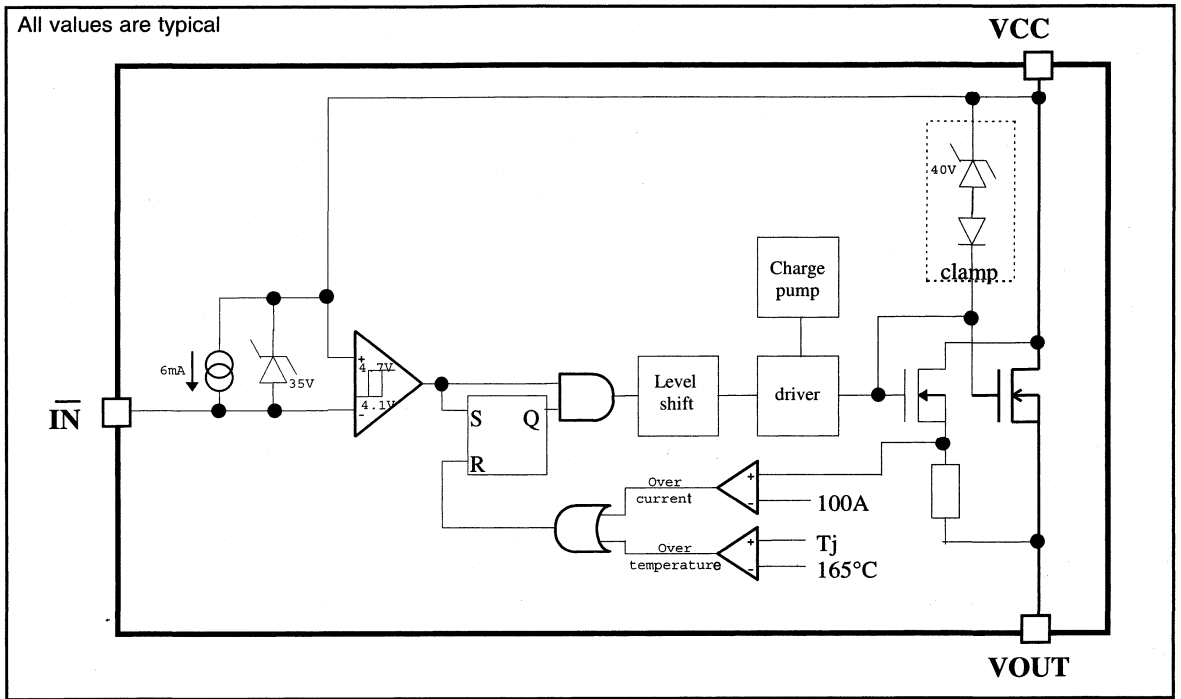 All values are typical
VCC
40V
clamp
Charge
pump
6mA
35V
+
4.7V
4.1V
-
IN
S
Q
R
Level
shift
driver
Over
current
+
-
100A
Over
temperature
+
-
Tj
165°C
VOUT